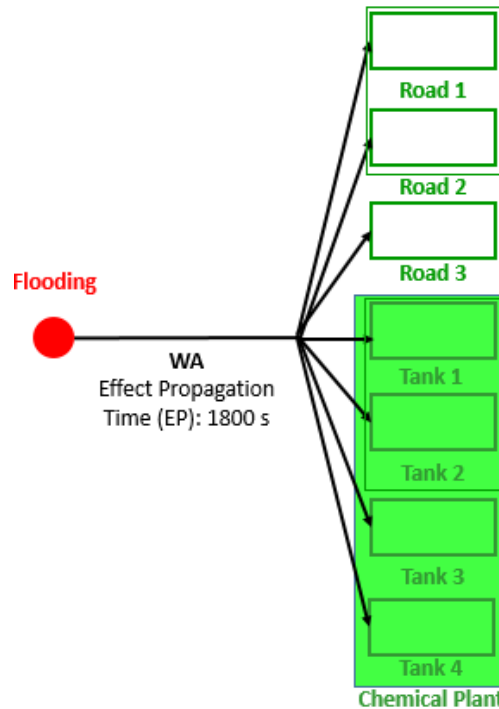 Road 1
Road 2
Road 3
Flooding
WA
Effect Propagation
Time (EP): 1800 s
Tank 1
Tank 2
Tank 3
Tank 4
Chemical Plant